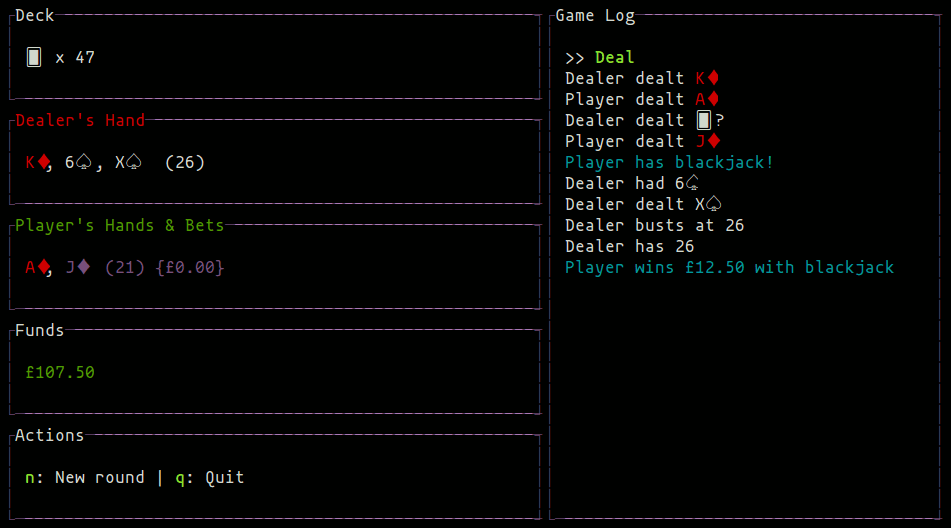 Deck
🂠 x 47
Dealer's Hand
K♦, 6♤, X♤ (26)
Player's Hands & Bets
A♦, J♦ (21) {£0.00}
Funds
£107.50
Actions
n: New round | q: Quit
Game Log
>> Deal
Dealer dealt K♦
Player dealt A♦
Dealer dealt 🂠?
Player dealt J♦
Player has blackjack!
Dealer had 6♤
Dealer dealt X♤
Dealer busts at 26
Dealer has 26
Player wins £12.50 with blackjack